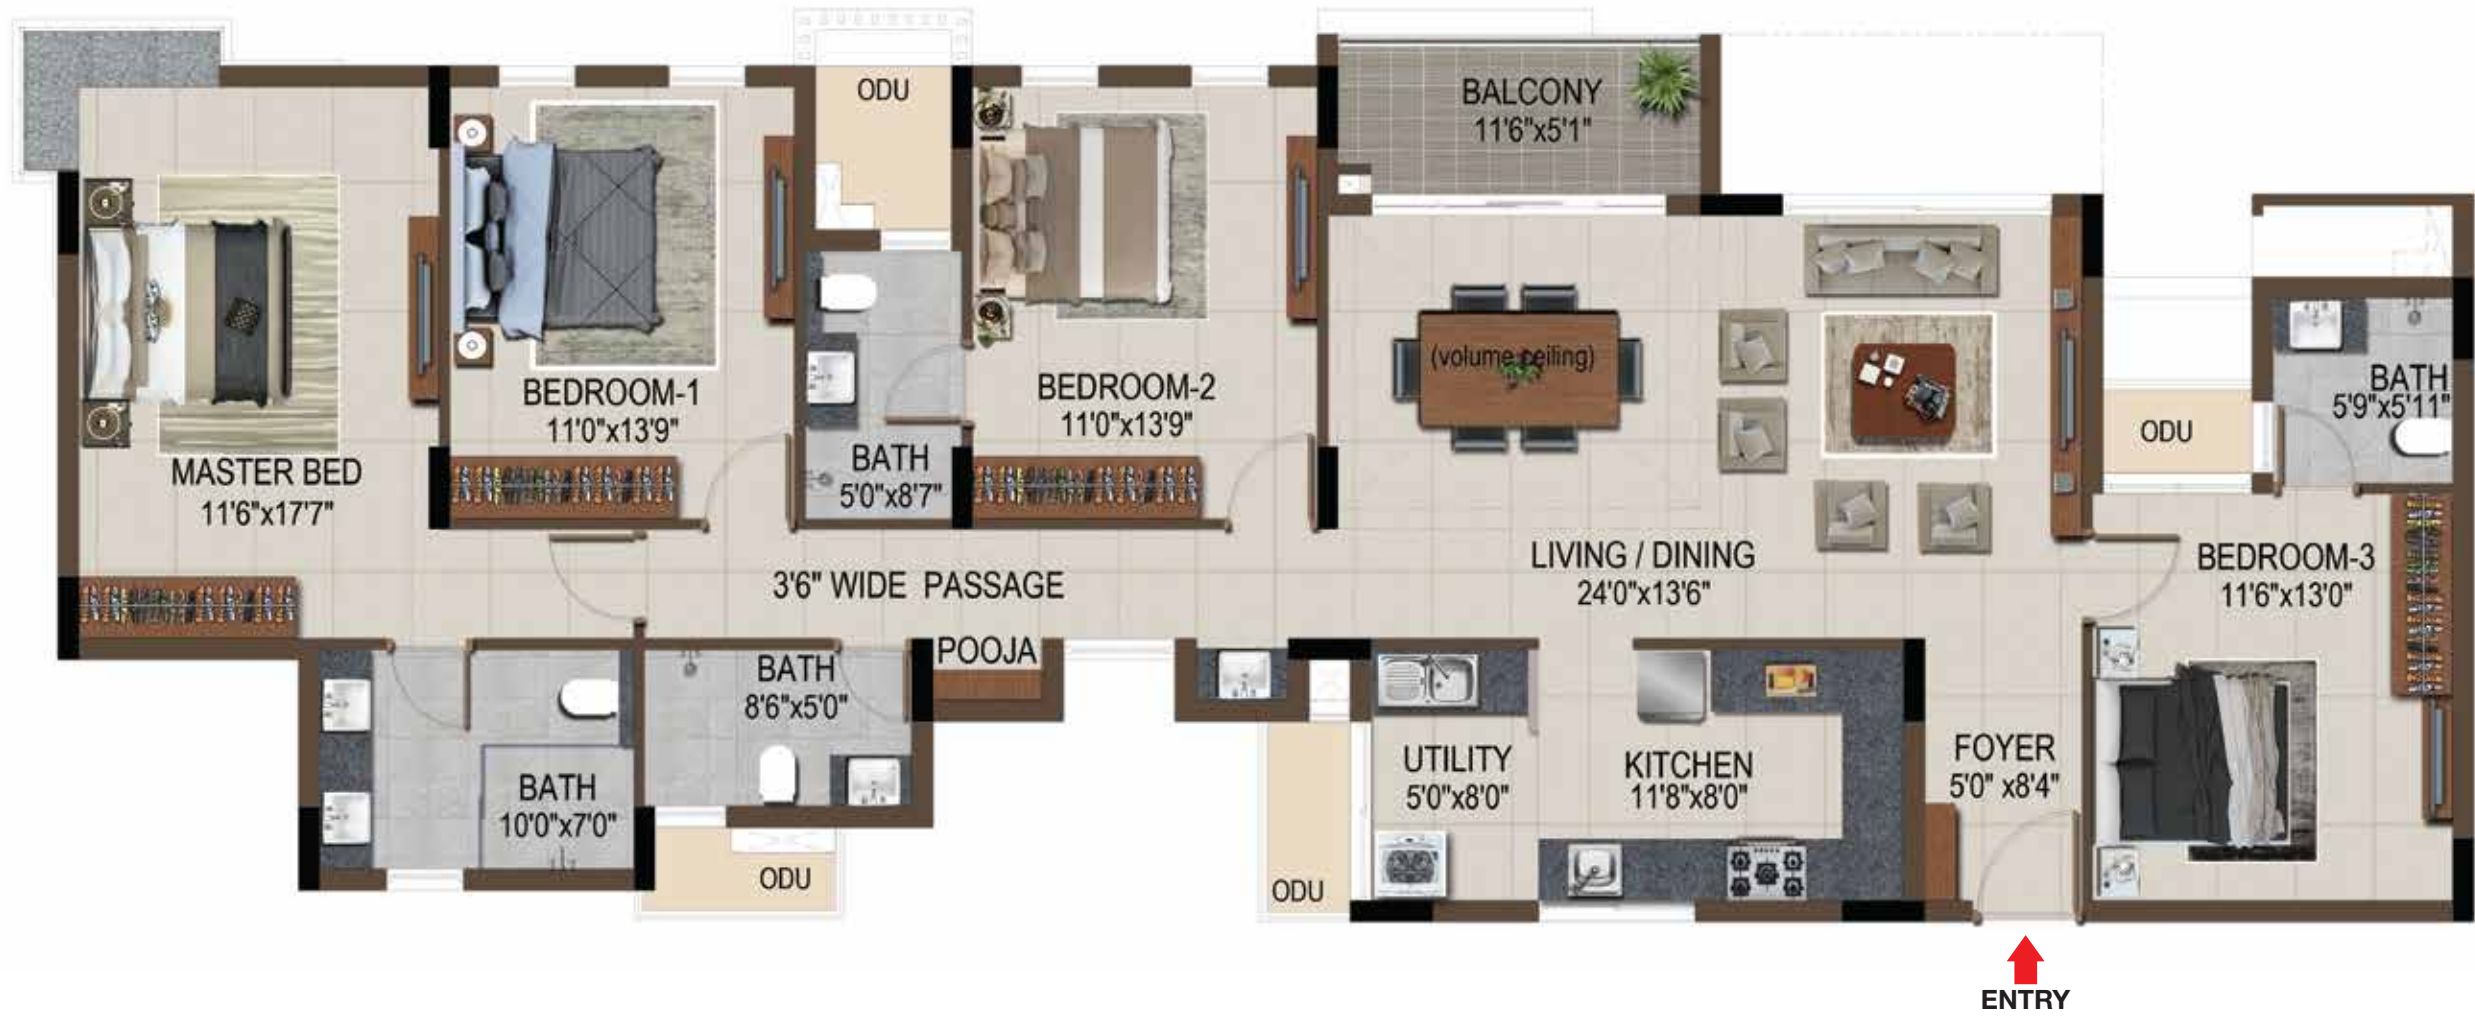 ODU
BALCONY
11'6"x5'1"
MASTER BED
11'6"x17'7"
BEDROOM-1
11'0"x13'9"
BATH
5'0"x8'7"
BEDROOM-2
11'0"x13'9"
(volume ceiling)
LIVING / DINING
24'0"x13'6"
ODU
BATH
5'9"x5'11"
BEDROOM-3
11'6"x13'0"
3'6" WIDE PASSAGE
POOJA
BATH
8'6"x5'0"
BATH
10'0"x7'0"
ODU
ODU
UTILITY
5'0"x8'0"
KITCHEN
11'8"x8'0"
FOYER
5'0" x8'4"
ENTRY